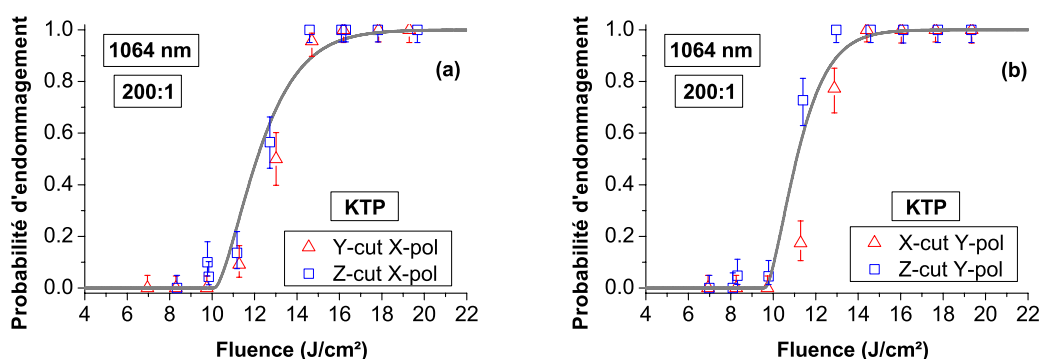 Probabilité d'endommagement
1.0
0.8
0.6
0.4
0.2
0.0
1064 nm
200:1
(a)
KTP
Y-cut X-pol
Z-cut X-pol
4 6 8 10 12 14 16 18 20 22
Fluence (J/cm²)
Probabilité d'endommagement
1.0
0.8
0.6
0.4
0.2
0.0
1064 nm
200:1
(b)
KTP
X-cut Y-pol
Z-cut Y-pol
4 6 8 10 12 14 16 18 20 22
Fluence (J/cm²)